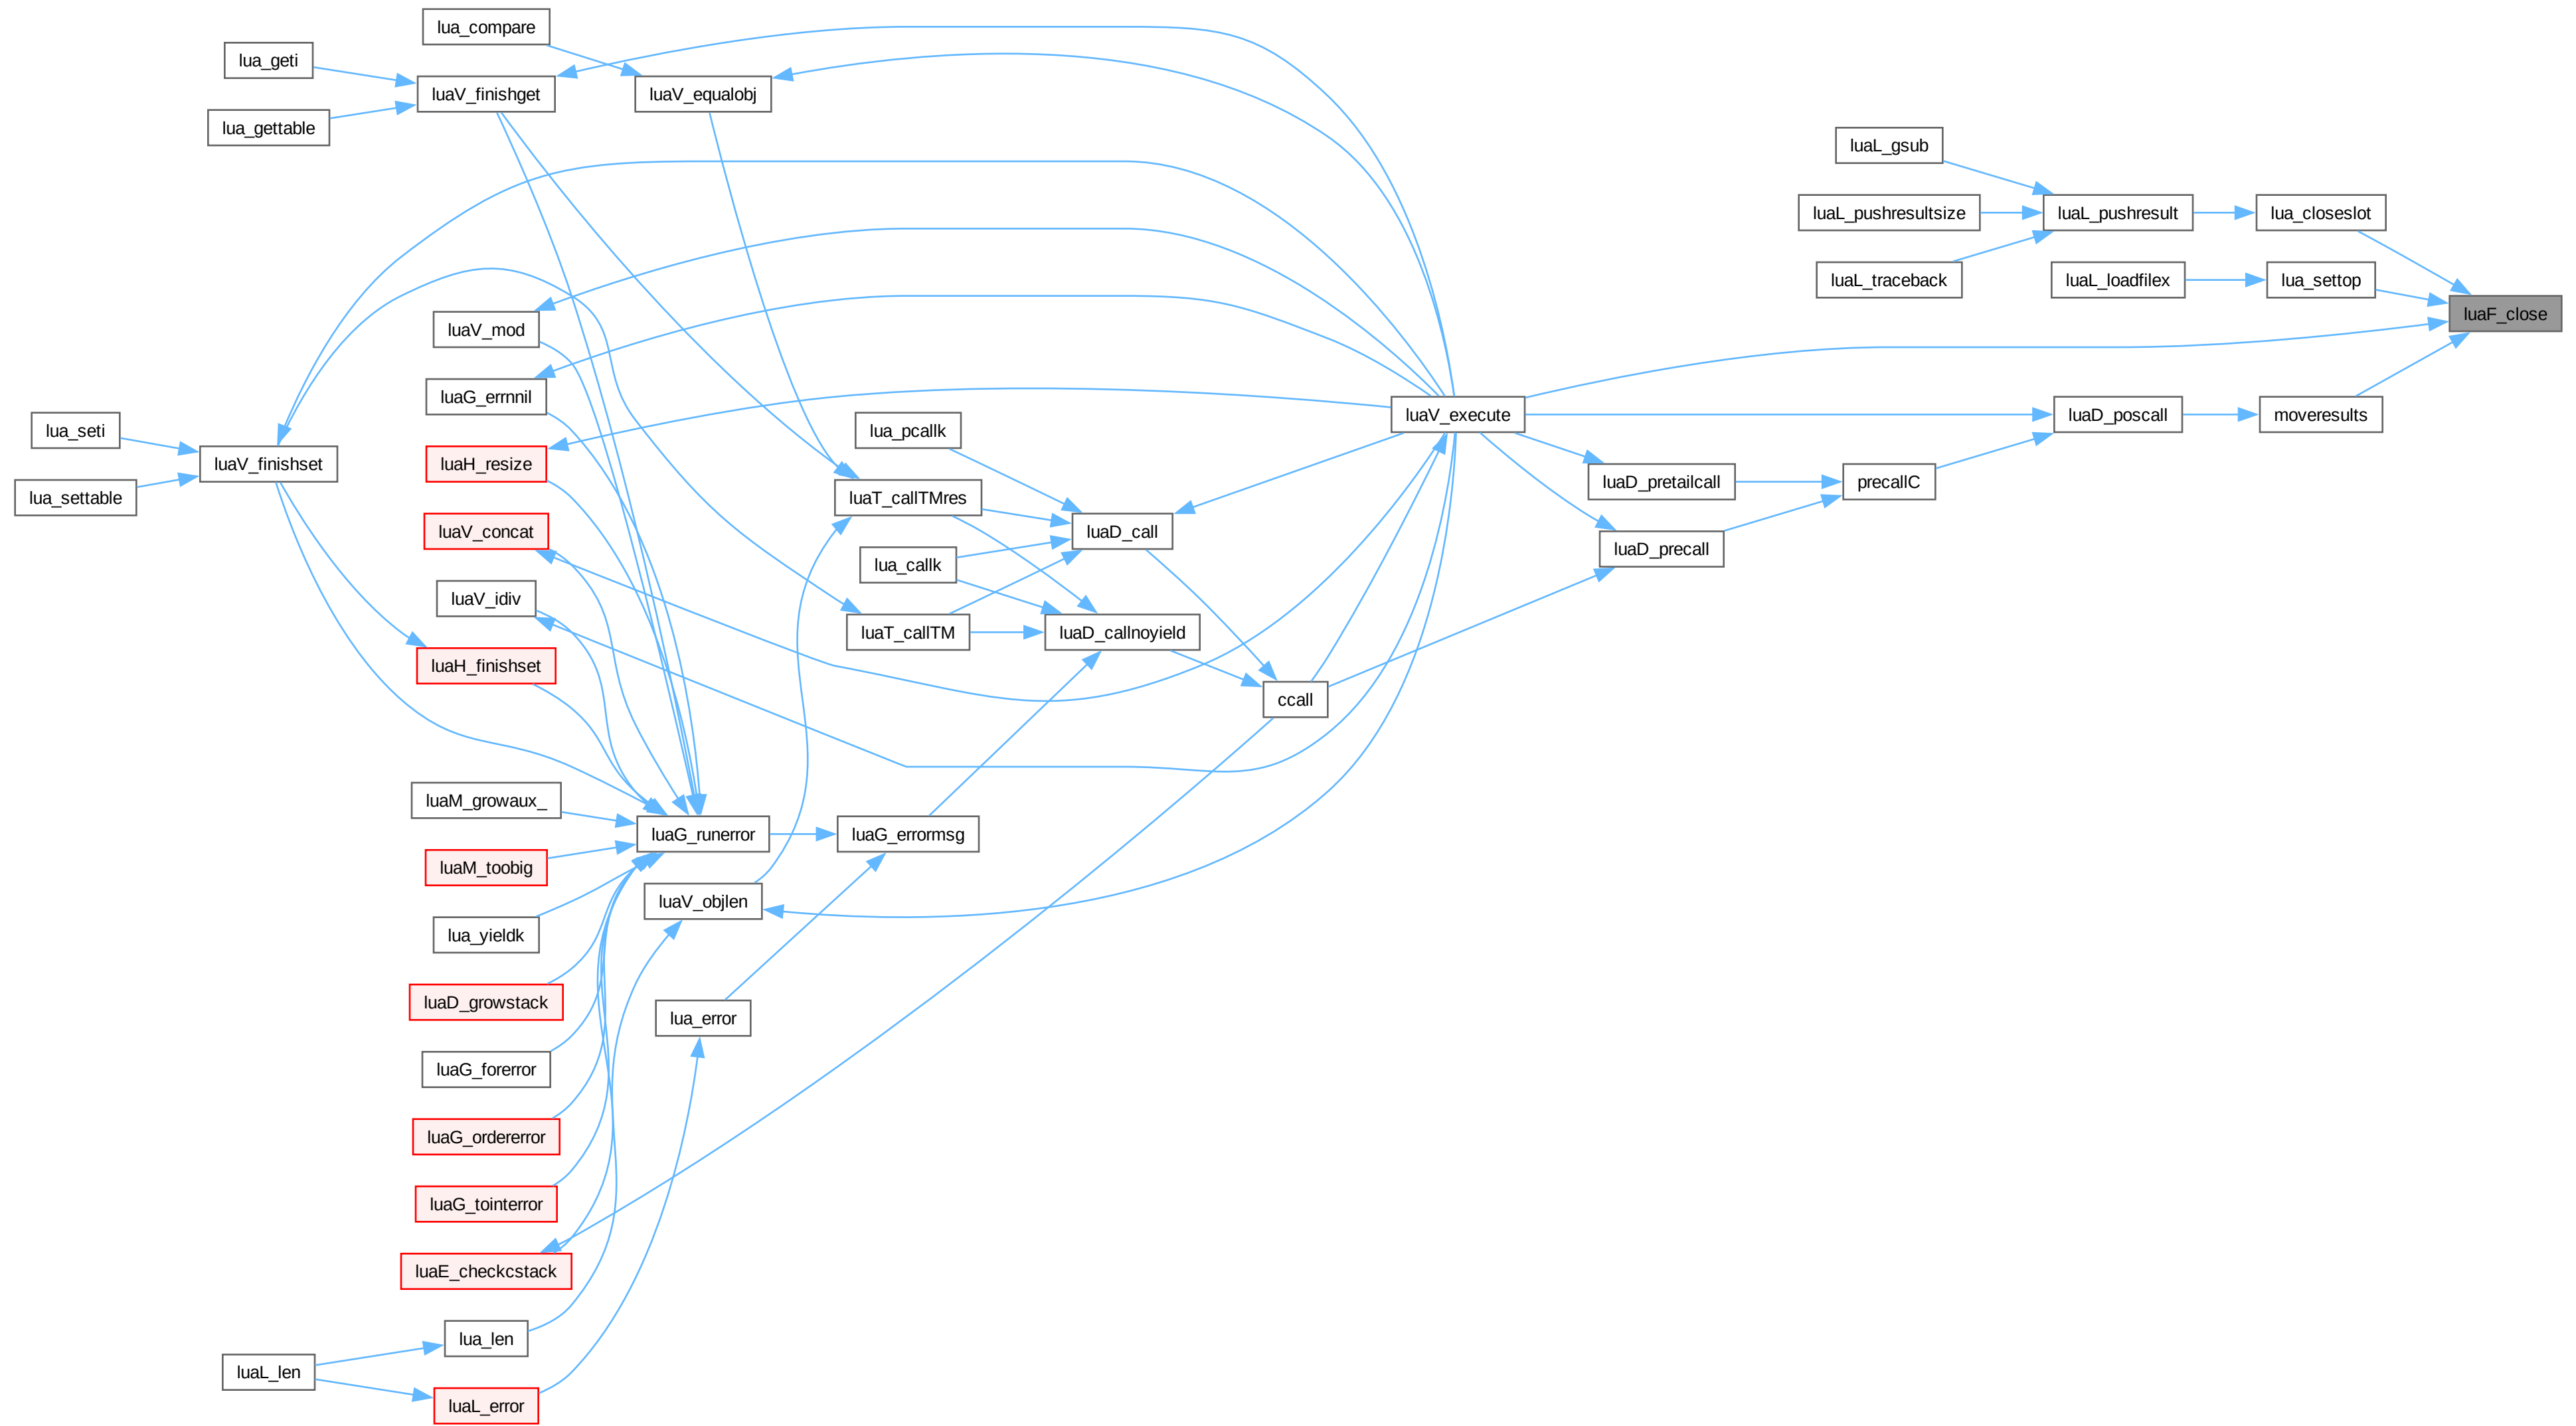 lua_compare
lua_geti
luaV_finishget
luaV_equalobj
lua_gettable
luaL_gsub
luaL_pushresultsize
luaL_pushresult
lua_closeslot
luaL_traceback
luaL_loadfilex
lua_settop
luaF_close
luaV_mod
luaG_errnnil
lua_seti
lua_pcallk
luaV_execute
luaD_poscall
moveresults
luaV_finishset
luaH_resize
luaD_pretailcall
precallC
lua_settable
luaT_callTMres
luaV_concat
luaD_call
luaD_precall
lua_callk
luaV_idiv
luaT_callTM
luaD_callnoyield
luaH_finishset
ccall
luaM_growaux_
luaG_runerror
luaG_errormsg
luaM_toobig
luaV_objlen
lua_yieldk
luaD_growstack
lua_error
luaG_forerror
luaG_ordererror
luaG_tointerror
luaE_checkcstack
lua_len
luaL_len
luaL_error